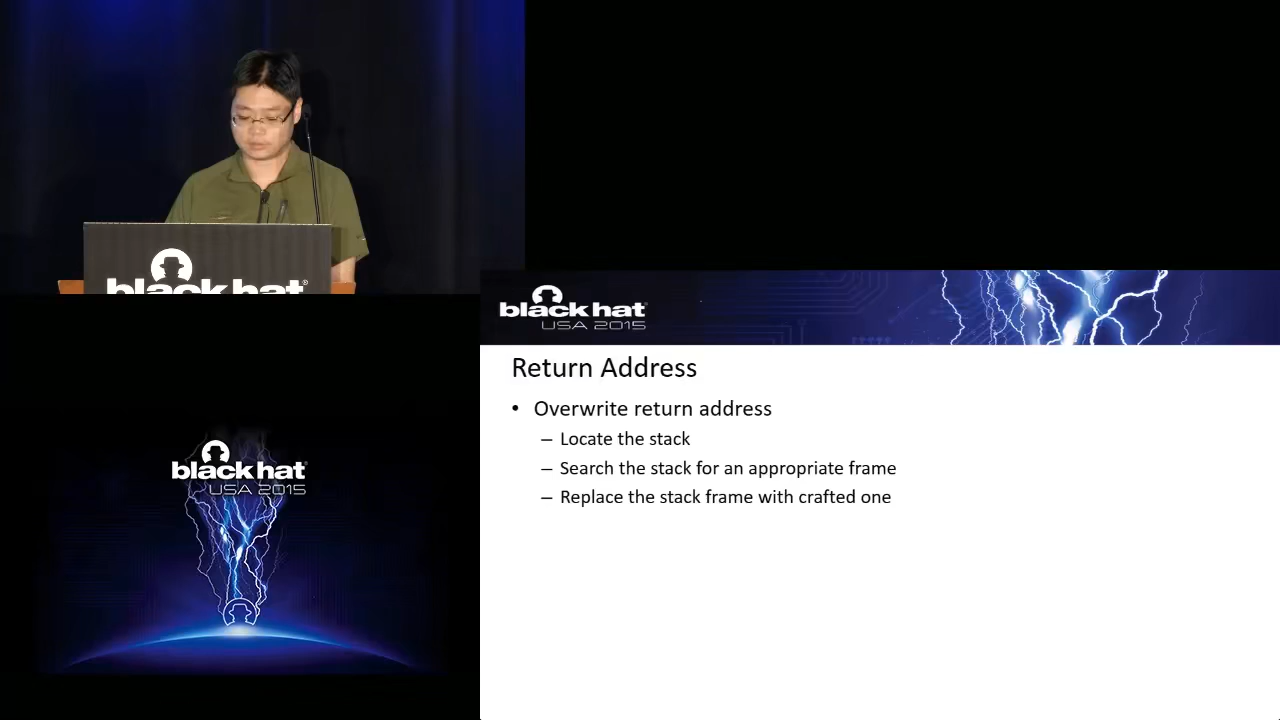 black hat®
black hat®
USA 2015
Return Address
• Overwrite return address
– Locate the stack
– Search the stack for an appropriate frame
– Replace the stack frame with crafted one
black hat®
USA 2015